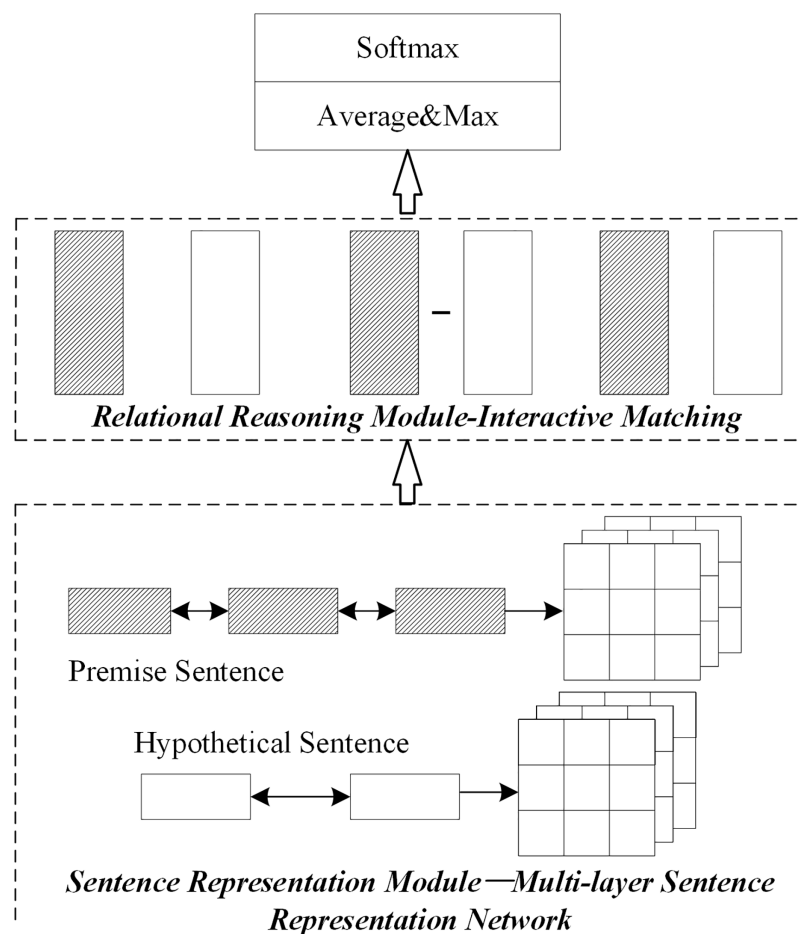 Softmax
Average&Max
–
Relational Reasoning Module-Interactive Matching
Premise Sentence
Hypothetical Sentence
Sentence Representation Module—Multi-layer Sentence
Representation Network